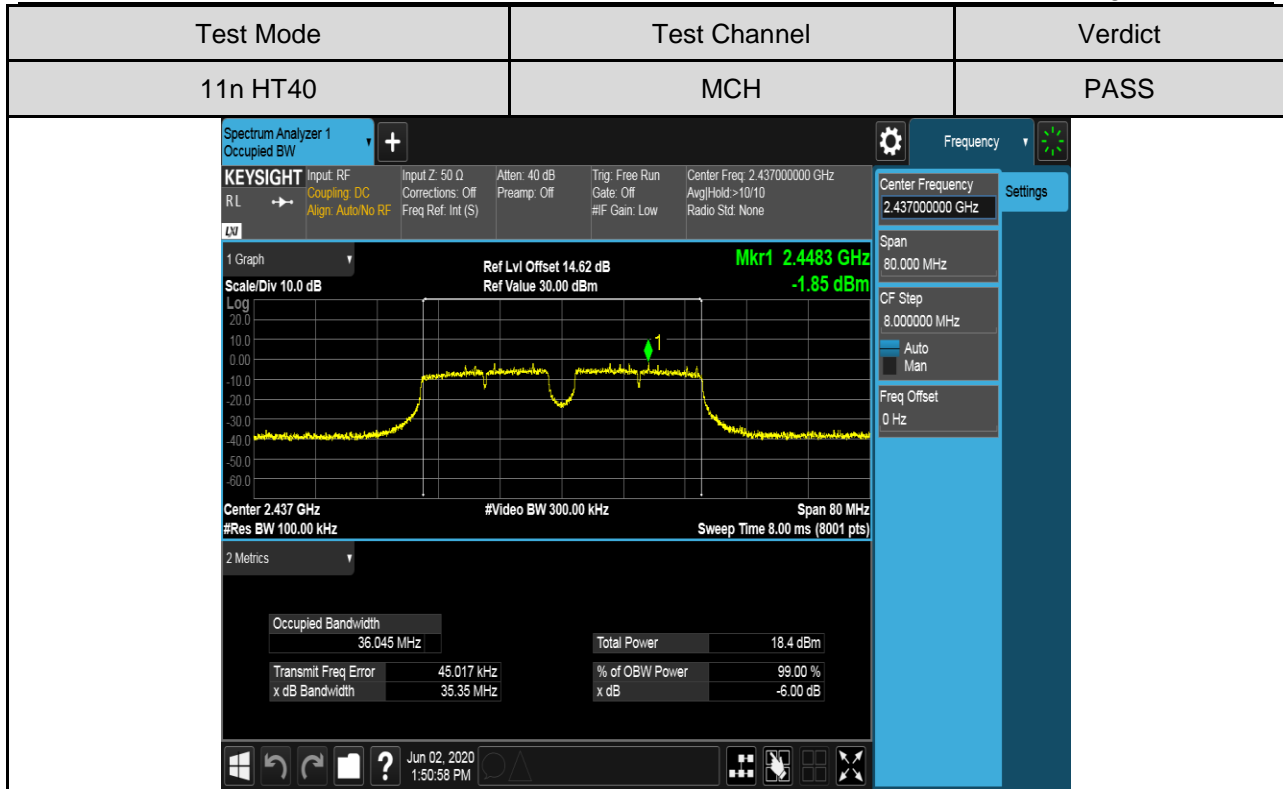 Test Mode Test Channel Verdict
11n HT40 MCH PASS
Spectrum Analyzer 1
Occupied BW
+
Frequency
KEYSIGHT Input: RF Input Z: 50 Ω Atten: 40 dB Trig: Free Run Center Freq: 2.437000000 GHz
RL Coupling: DC Corrections: Off Preamp: Off Gate: Off Avg|Hold:>10/10
Align: Auto/No RF Freq Ref: Int (S) #IF Gain: Low Radio Std: None
LXI
Center Frequency
2.437000000 GHz
Settings
Span
80.000 MHz
CF Step
8.000000 MHz
Auto
Man
Freq Offset
0 Hz
1 Graph Ref Lvl Offset 14.62 dB Mkr1 2.4483 GHz
Scale/Div 10.0 dB Ref Value 30.00 dBm -1.85 dBm
Log
20.0
10.0
0.00
-10.0
-20.0
-30.0
-40.0
-50.0
-60.0
1
Center 2.437 GHz #Video BW 300.00 kHz Span 80 MHz
#Res BW 100.00 kHz Sweep Time 8.00 ms (8001 pts)
2 Metrics
Occupied Bandwidth
36.045 MHz Total Power 18.4 dBm
Transmit Freq Error 45.017 kHz % of OBW Power 99.00 %
x dB Bandwidth 35.35 MHz x dB -6.00 dB
? Jun 02, 2020
1:50:58 PM